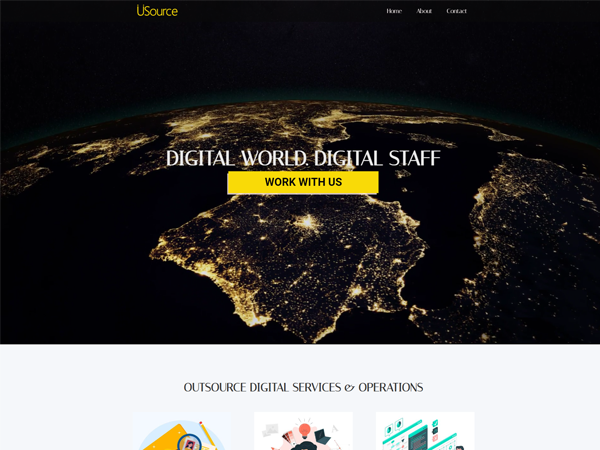 USource
Home About Contact
DIGITAL WORLD. DIGITAL STAFF
WORK WITH US
OUTSOURCE DIGITAL SERVICES & OPERATIONS